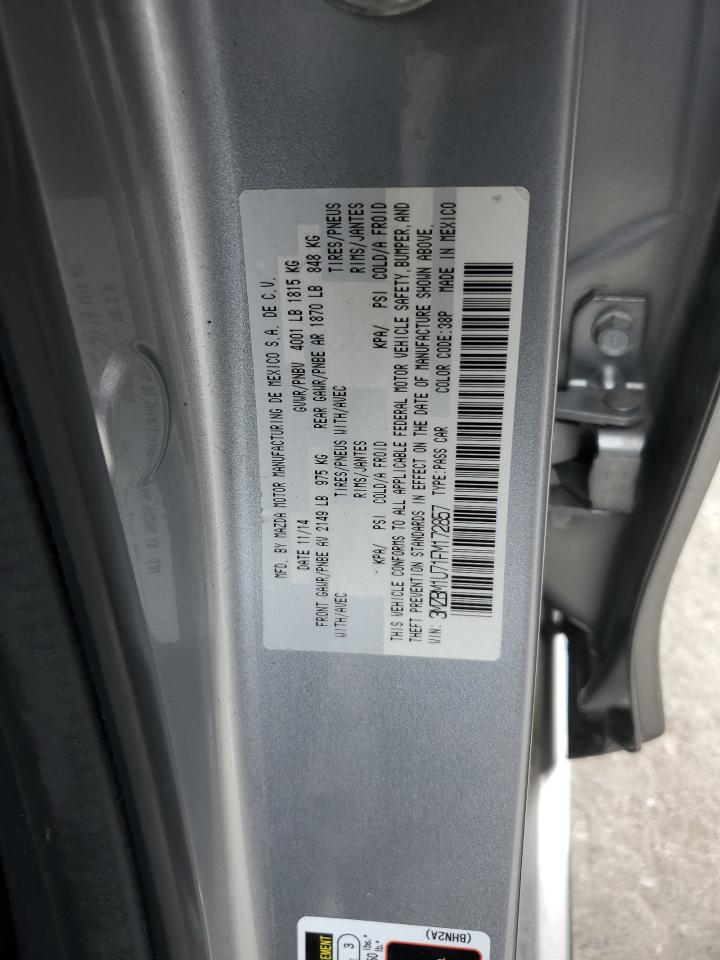 MFD. BY MAZDA MOTOR MANUFACTURING DE MEXICO S.A. DE C.V.
DATE 11/14 GVWR/PNBV 4001 LB 1815 KG
FRONT GAWR/PNBE AV 2149 LB 975 KG REAR GAWR/PNBE AR 1870 LB 848 KG
WITH/AVEC TIRES/PNEUS WITH/AVEC TIRES/PNEUS
RIMS/JANTES RIMS/JANTES
KPA/ PSI COLD/A FROID KPA/ PSI COLD/A FROID
THIS VEHICLE CONFORMS TO ALL APPLICABLE FEDERAL MOTOR VEHICLE SAFETY, BUMPER, AND
THEFT PREVENTION STANDARDS IN EFFECT ON THE DATE OF MANUFACTURE SHOWN ABOVE.
VIN: 3MZBM1U71FM172857 TYPE:PASS CAR COLOR CODE:38P MADE IN MEXICO
(BHN2A)
3
lbs.*